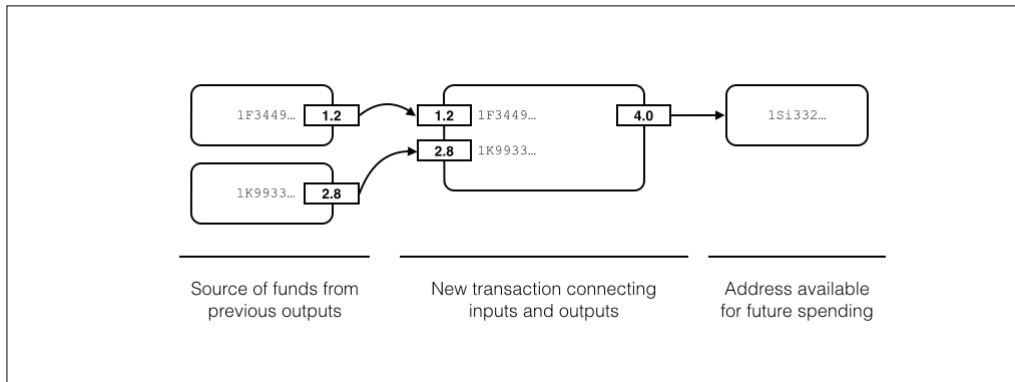 1F3449… 1.2
1K9933… 2.8
1.2 1F3449… 4.0
2.8 1K9933…
1Si332…
Source of funds from
previous outputs
New transaction connecting
inputs and outputs
Address available
for future spending